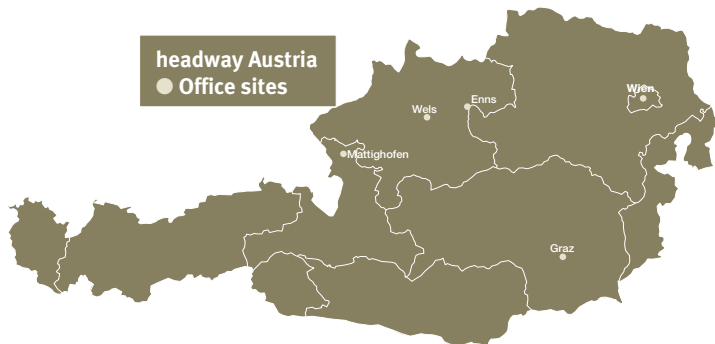 headway Austria
Office sites
Wien
Enns
Wels
Mattighofen
Graz